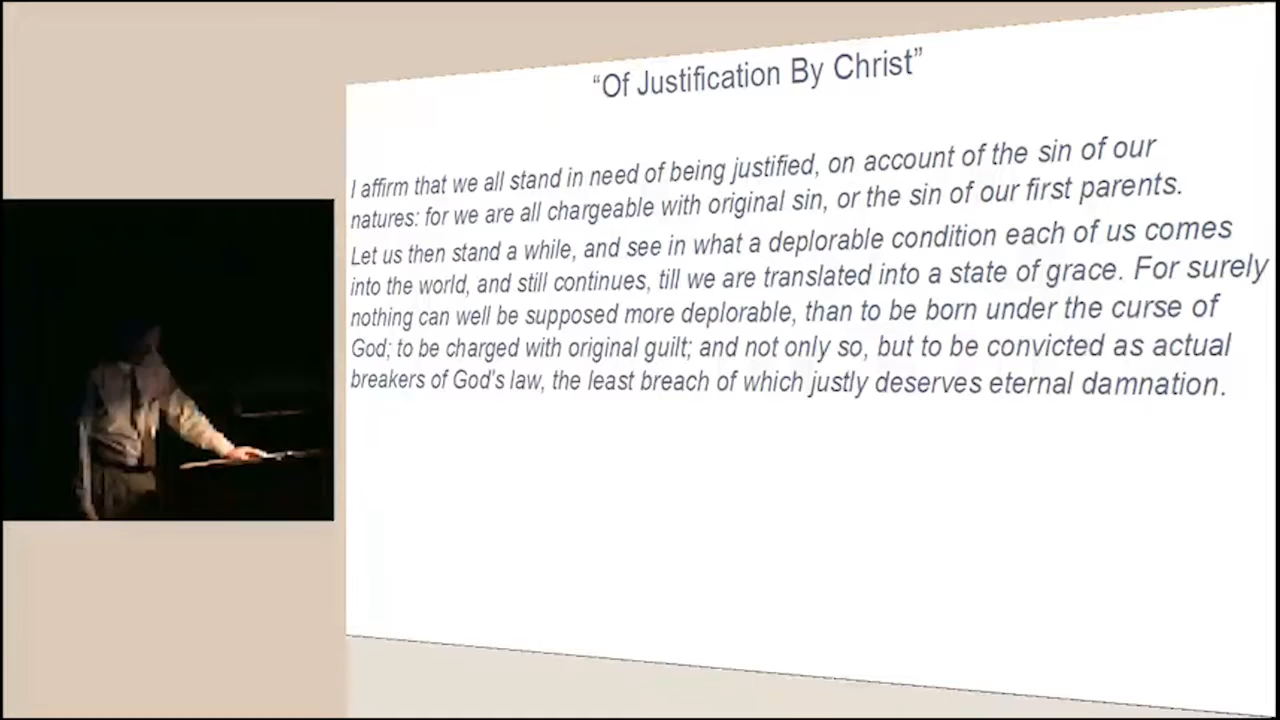 “Of Justification By Christ”
I affirm that we all stand in need of being justified, on account of the sin of our
natures: for we are all chargeable with original sin, or the sin of our first parents.
Let us then stand a while, and see in what a deplorable condition each of us comes
into the world, and still continues, till we are translated into a state of grace. For surely
nothing can well be supposed more deplorable, than to be born under the curse of
God; to be charged with original guilt; and not only so, but to be convicted as actual
breakers of God's law, the least breach of which justly deserves eternal damnation.